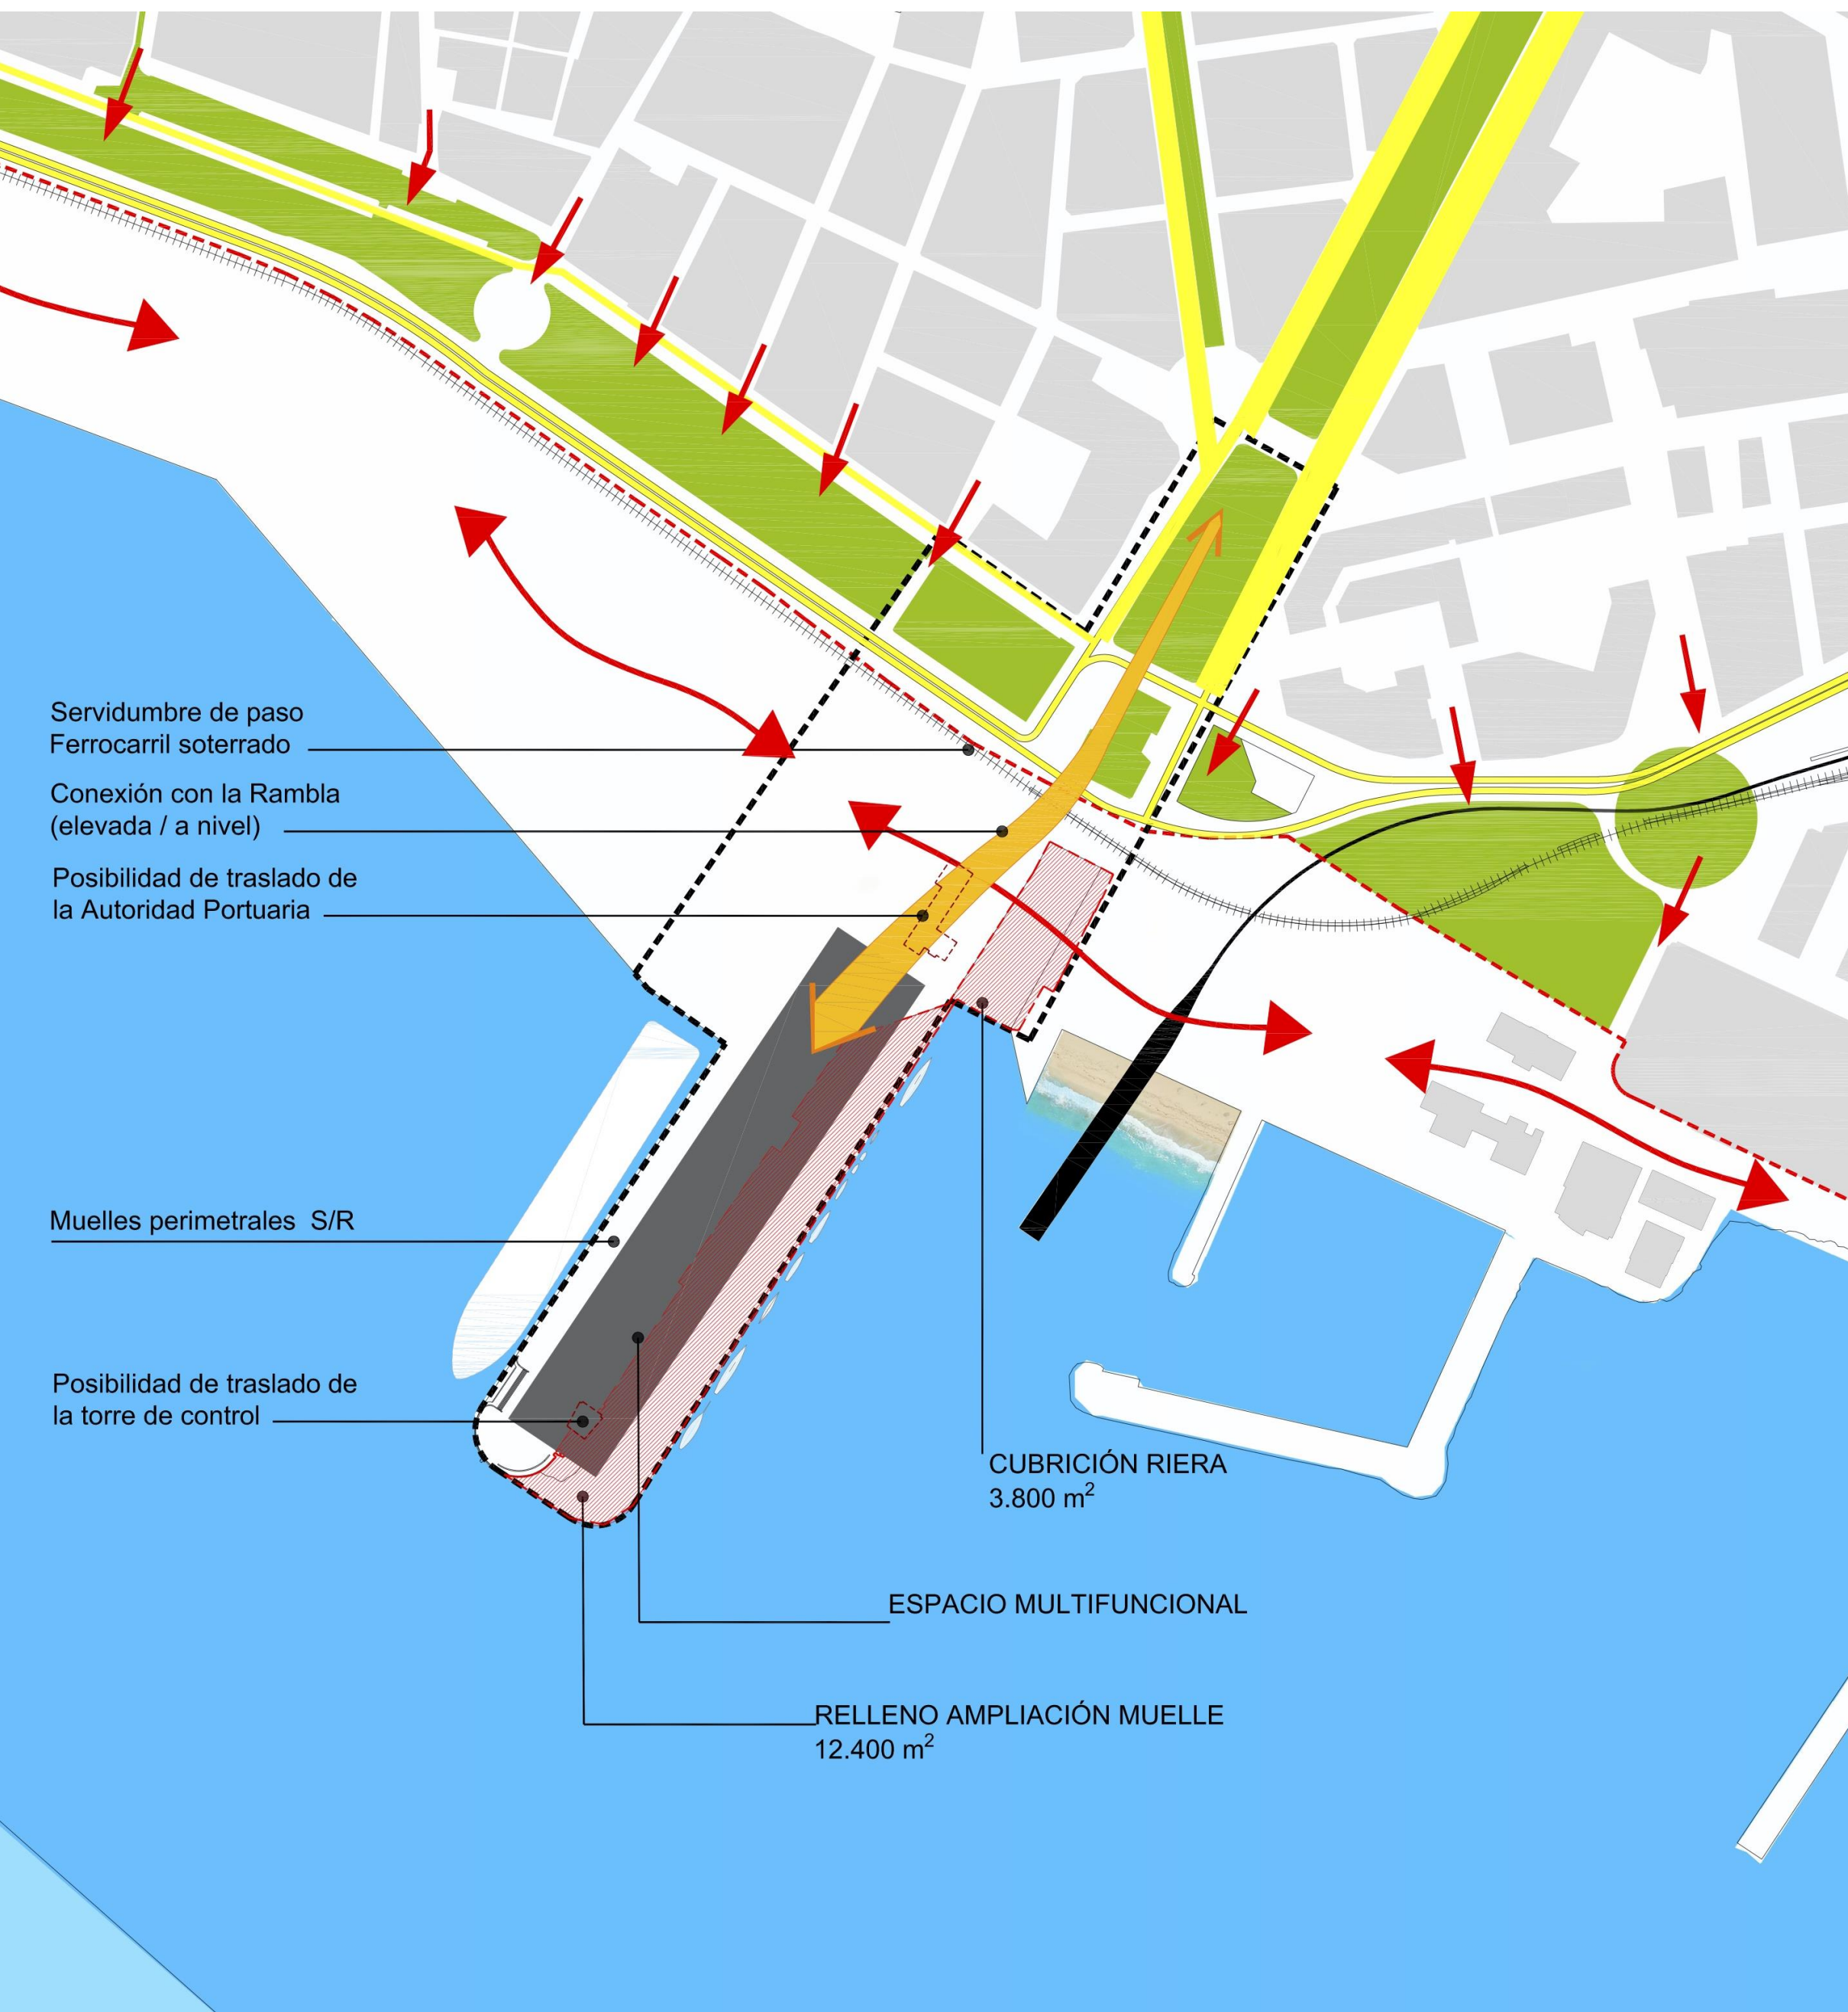 Servidumbre de paso
Ferrocarril soterrado
Conexión con la Rambla
(elevada / a nivel)
Posibilidad de traslado de
la Autoridad Portuaria
Muelles perimetrales S/R
Posibilidad de traslado de
la torre de control
CUBRICIÓN RIERA
3.800 m²
ESPACIO MULTIFUNCIONAL
RELLENO AMPLIACIÓN MUELLE
12.400 m²